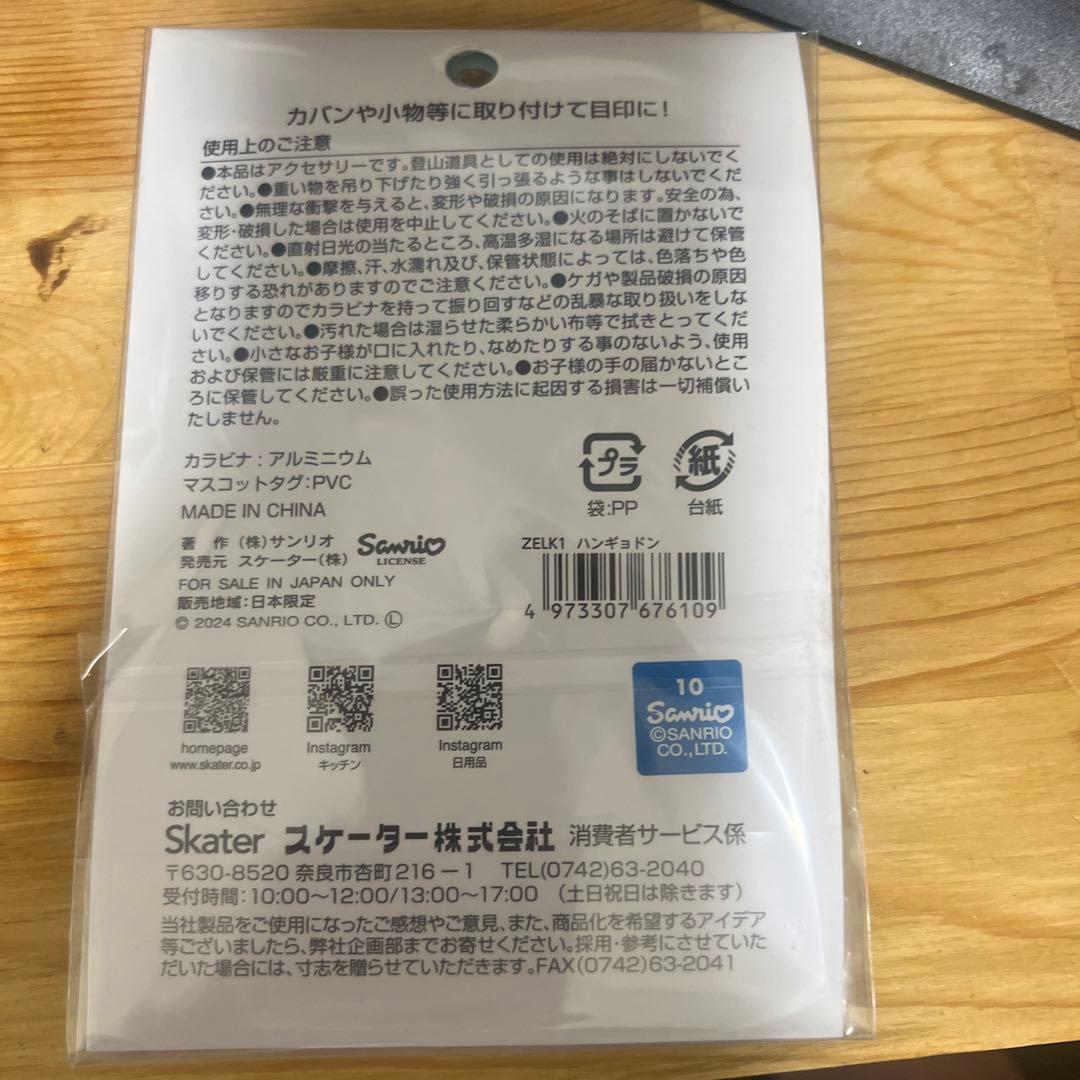 カバンや小物等に取り付けて目印に!
使用上のご注意
●本品はアクセサリーです。登山道具としての使用は絶対にしないでく
ださい。●重い物を吊り下げたり強く引っ張るような事はしないでくだ
さい。●無理な衝撃を与えると、変形や破損の原因になります。安全の為、
変形・破損した場合は使用を中止してください。●火のそばに置かないで
ください。●直射日光の当たるところ、高温多湿になる場所は避けて保管
してください。●摩擦、汗、水濡れ及び、保管状態によっては、色落ちや色
移りする恐れがありますのでご注意ください。●ケガや製品破損の原因
となりますのでカラビナを持って振り回すなどの乱暴な取り扱いをしな
いでください。●汚れた場合は湿らせた柔らかい布等で拭きとってくだ
さい。●小さなお子様が口に入れたり、なめたりする事のないよう、使用
および保管には厳重に注意してください。●お子様の手の届かないとこ
ろに保管してください。●誤った使用方法に起因する損害は一切補償い
たしません。
カラビナ:アルミニウム
マスコットタグ:PVC
MADE IN CHINA
プラ
袋:PP
紙
台紙
著 作 (株)サンリオ
発売元 スケーター(株)
Sanrio
LICENSE
FOR SALE IN JAPAN ONLY
販売地域:日本限定
© 2024 SANRIO CO., LTD. Ⓛ
ZELK1 ハンギョドン
4 973307 676109
homepage
www.skater.co.jp
Instagram
キッチン
Instagram
日用品
10
Sanrio
©SANRIO
CO.,LTD.
お問い合わせ
Skater スケーター株式会社 消費者サービス係
〒630-8520 奈良市杏町216-1 TEL(0742)63-2040
受付時間:10:00〜12:00/13:00〜17:00 (土日祝日は除きます)
当社製品をご使用になったご感想やご意見、また、商品化を希望するアイデア
等ございましたら、弊社企画部までお寄せください。採用・参考にさせていた
だいた場合には、寸志を贈らせていただきます。FAX(0742)63-2041